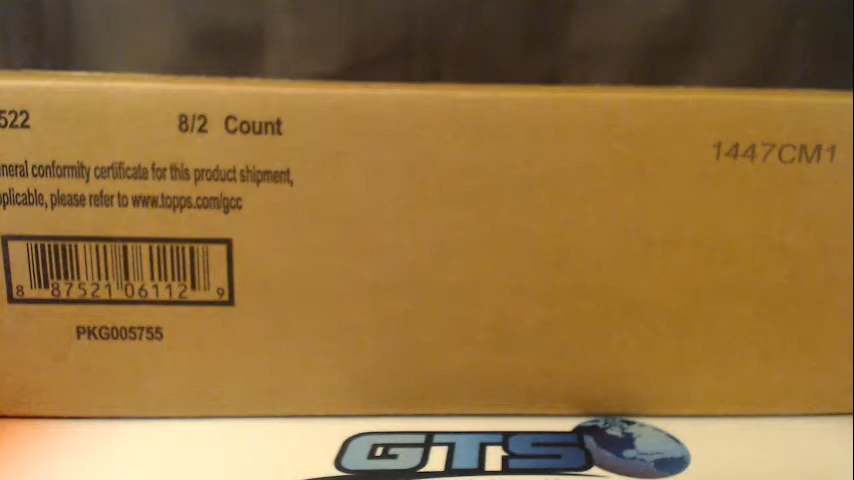 522
8/2 Count
1447CM1
neral conformity certificate for this product shipment,
plicable, please refer to www.topps.com/gcc
8 87521 06112 9
PKG005755
GTS